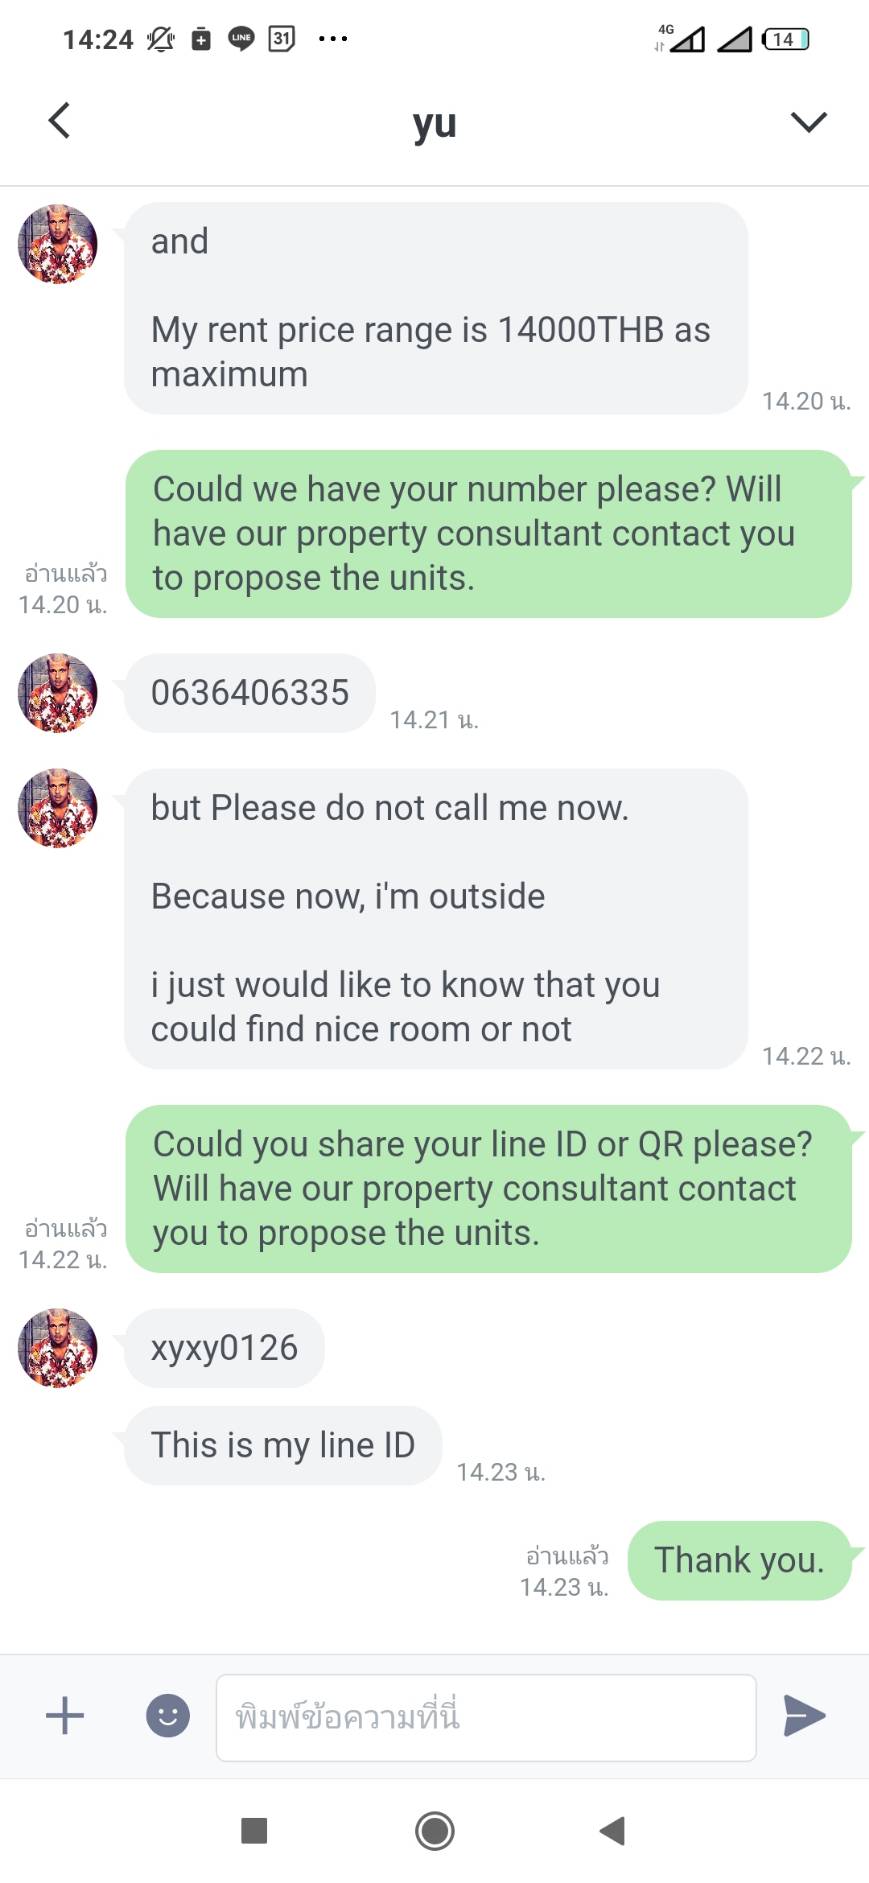 14:24 LINE 31 ... 4G 14
yu
and
My rent price range is 14000THB as
maximum
14.20 น.
Could we have your number please? Will
have our property consultant contact you
to propose the units.
อ่านแล้ว
14.20 น.
0636406335
14.21 น.
but Please do not call me now.
Because now, i'm outside
i just would like to know that you
could find nice room or not
14.22 น.
Could you share your line ID or QR please?
Will have our property consultant contact
you to propose the units.
อ่านแล้ว
14.22 น.
xyxy0126
This is my line ID
14.23 น.
อ่านแล้ว
14.23 น.
Thank you.
พิมพ์ข้อความที่นี่